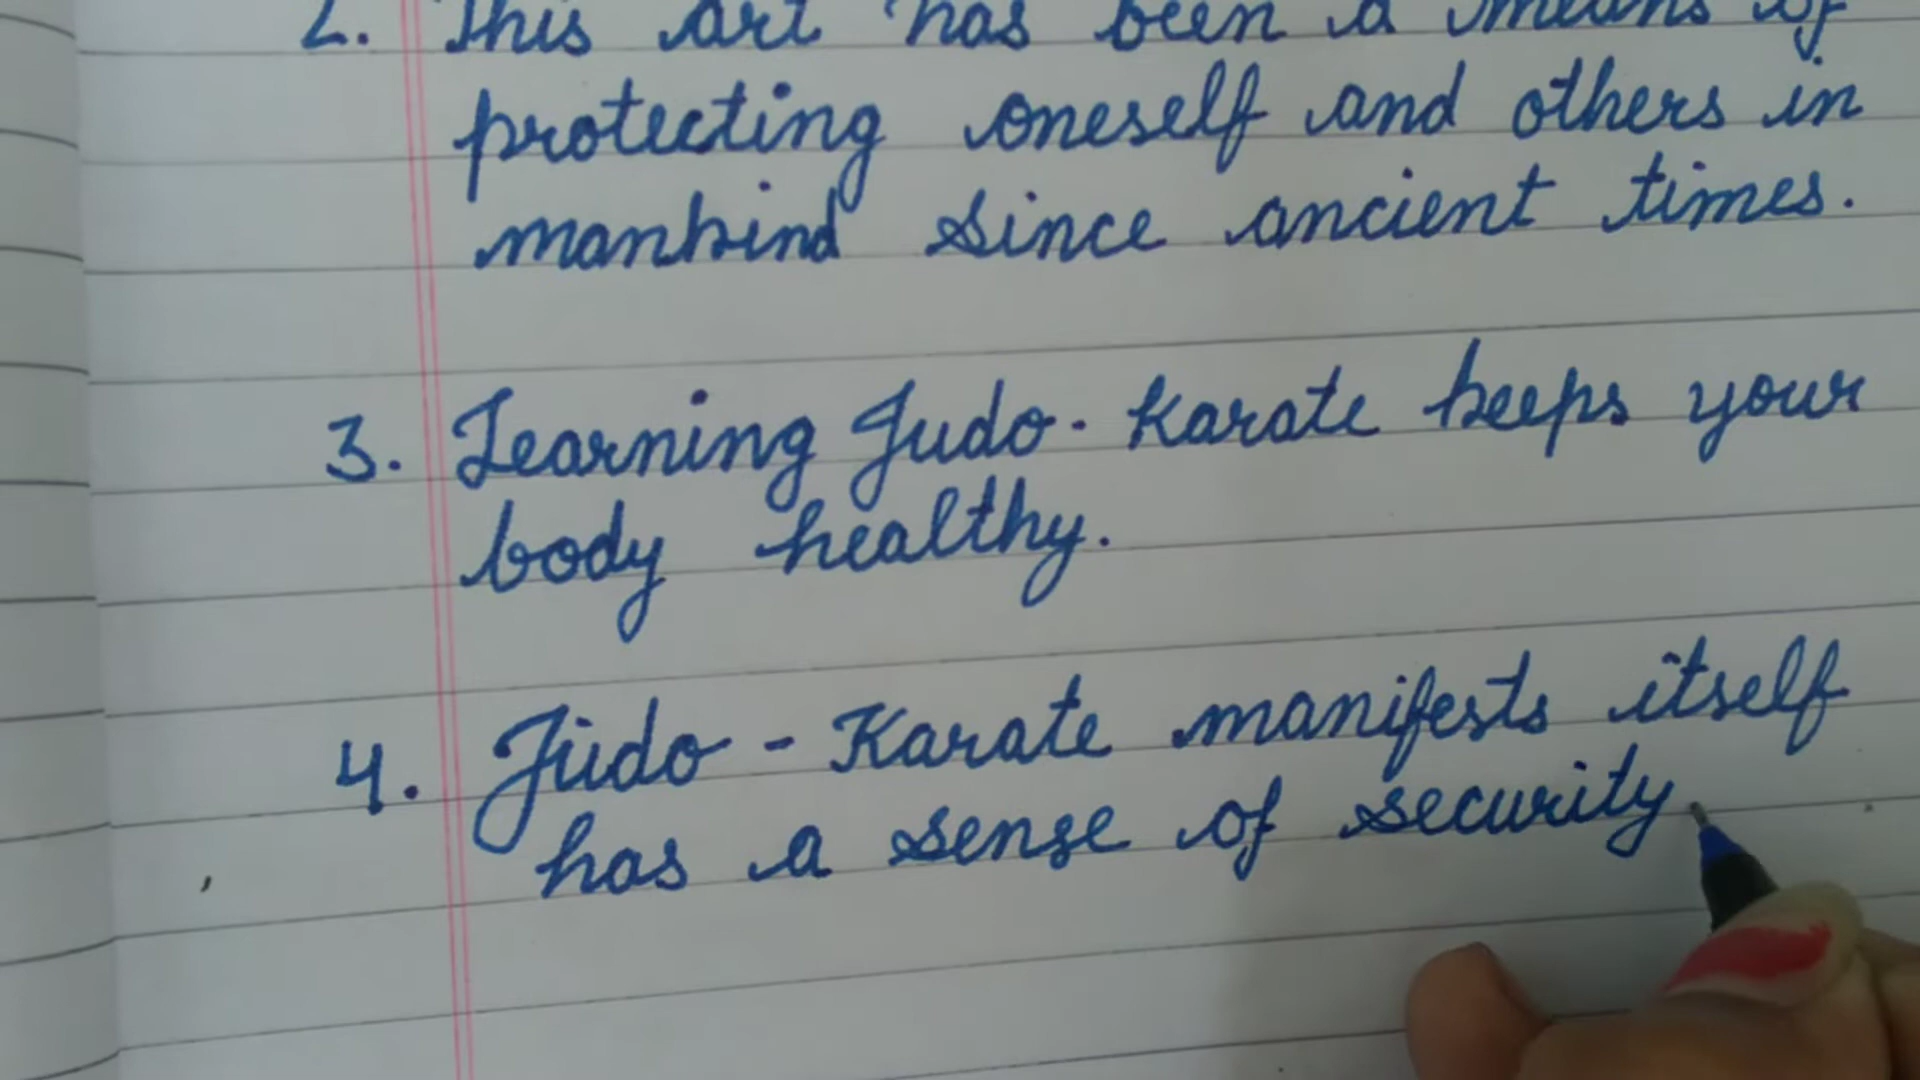 2. This art has been a means of
protecting oneself and others in
mankind since ancient times.
3. Learning Judo - Karate keeps your
body healthy.
4. Judo - Karate manifests itself
has a sense of security